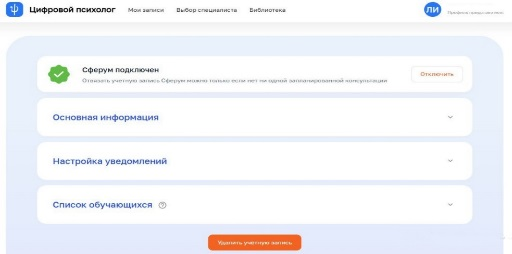 Цифровой психолог Мои записи Выбор специалиста Библиотека ЛИ
Сферум подключен
Отвязать учетную запись Сферум можно только если нет ни одной запланированной консультации
Отключить
Основная информация
Настройка уведомлений
Список обучающихся ?
Удалить учетную запись